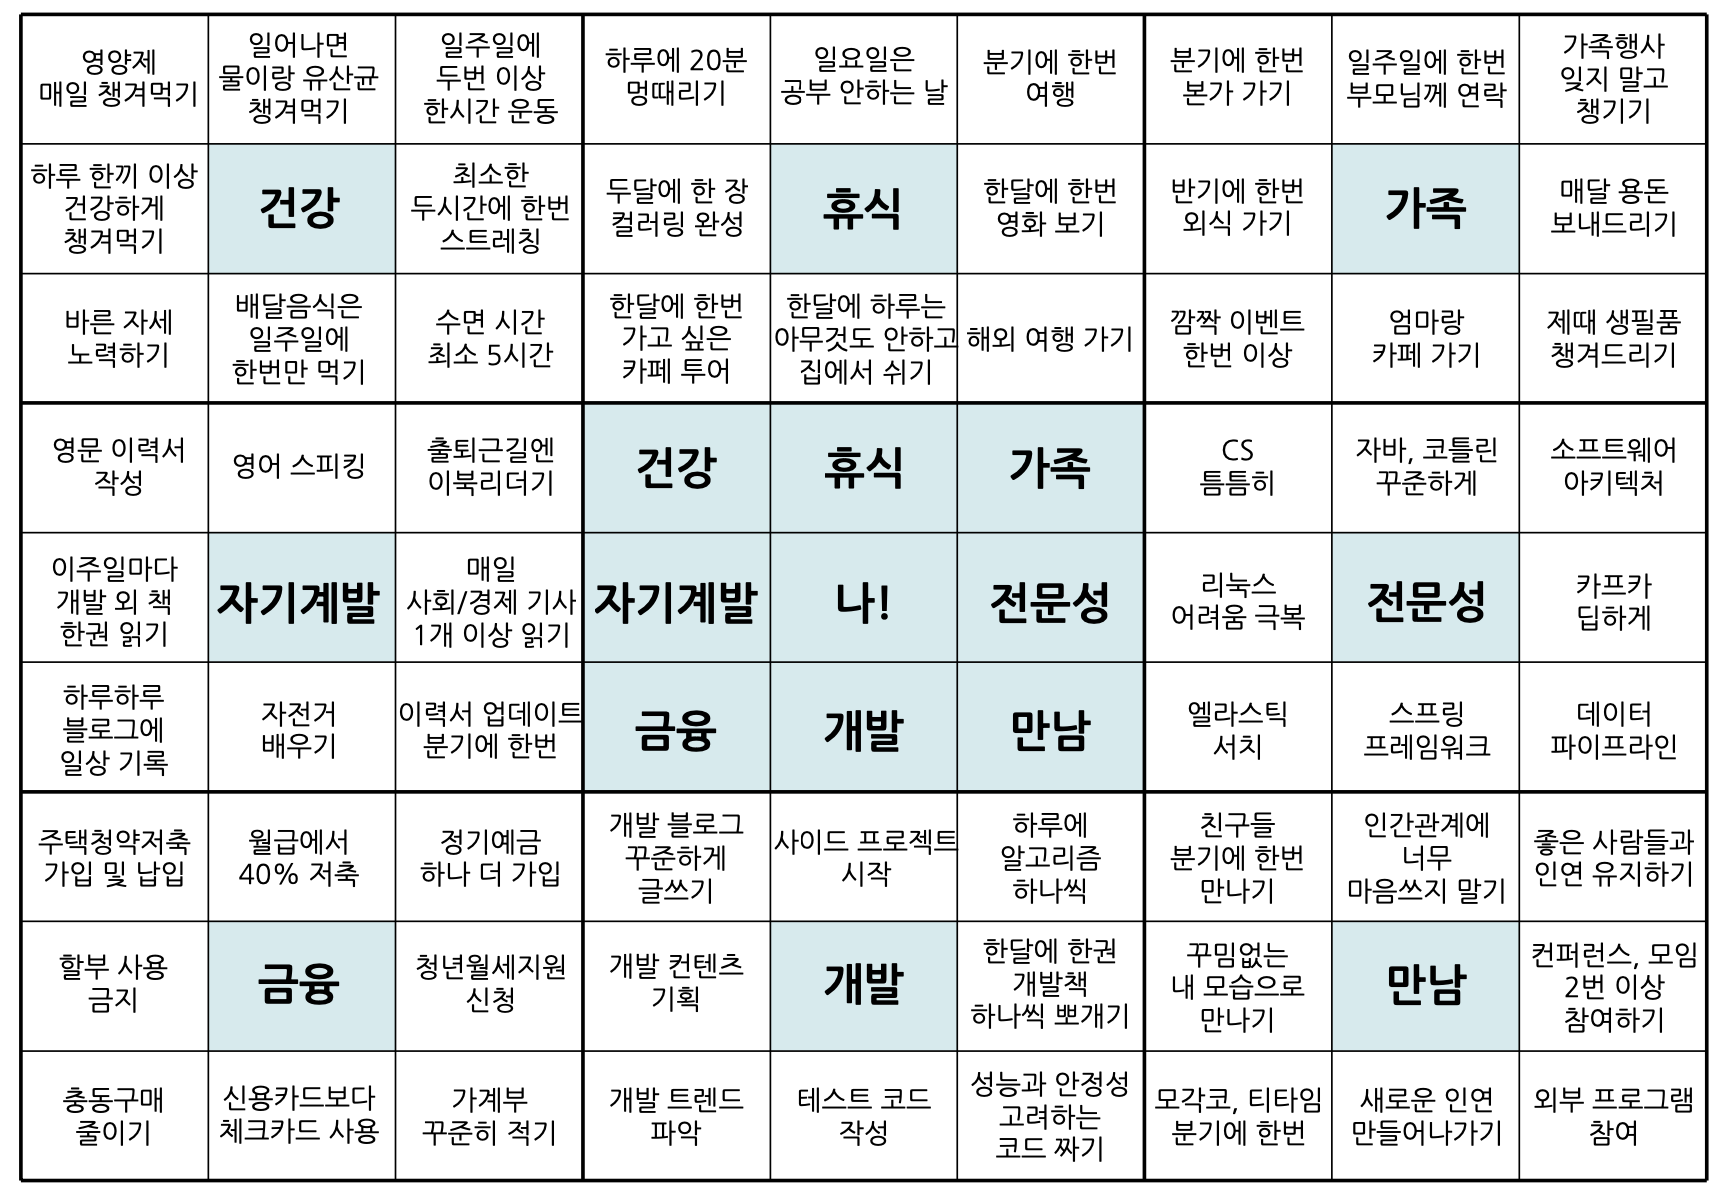 영양제
매일 챙겨먹기
일어나면
물이랑 유산균
챙겨먹기
일주일에
두번 이상
한시간 운동
하루에 20분
멍때리기
일요일은
공부 안하는 날
분기에 한번
여행
분기에 한번
본가 가기
일주일에 한번
부모님께 연락
가족행사
잊지 말고
챙기기
하루 한끼 이상
건강하게
챙겨먹기
건강
최소한
두시간에 한번
스트레칭
두달에 한 장
컬러링 완성
휴식
한달에 한번
영화 보기
반기에 한번
외식 가기
가족
매달 용돈
보내드리기
바른 자세
노력하기
배달음식은
일주일에
한번만 먹기
수면 시간
최소 5시간
한달에 한번
가고 싶은
카페 투어
한달에 하루는
아무것도 안하고
집에서 쉬기
해외 여행 가기
깜짝 이벤트
한번 이상
엄마랑
카페 가기
제때 생필품
챙겨드리기
영문 이력서
작성
영어 스피킹
출퇴근길엔
이북리더기
건강
휴식
가족
CS
틈틈히
자바, 코틀린
꾸준하게
소프트웨어
아키텍처
이주일마다
개발 외 책
한권 읽기
자기계발
매일
사회/경제 기사
1개 이상 읽기
자기계발
나!
전문성
리눅스
어려움 극복
전문성
카프카
딥하게
하루하루
블로그에
일상 기록
자전거
배우기
이력서 업데이트
분기에 한번
금융
개발
만남
엘라스틱
서치
스프링
프레임워크
데이터
파이프라인
주택청약저축
가입 및 납입
월급에서
40% 저축
정기예금
하나 더 가입
개발 블로그
꾸준하게
글쓰기
사이드 프로젝트
시작
하루에
알고리즘
하나씩
친구들
분기에 한번
만나기
인간관계에
너무
마음쓰지 말기
좋은 사람들과
인연 유지하기
할부 사용
금지
금융
청년월세지원
신청
개발 컨텐츠
기획
개발
한달에 한권
개발책
하나씩 뽀개기
꾸밈없는
내 모습으로
만나기
만남
컨퍼런스, 모임
2번 이상
참여하기
충동구매
줄이기
신용카드보다
체크카드 사용
가계부
꾸준히 적기
개발 트렌드
파악
테스트 코드
작성
성능과 안정성
고려하는
코드 짜기
모각코, 티타임
분기에 한번
새로운 인연
만들어나가기
외부 프로그램
참여